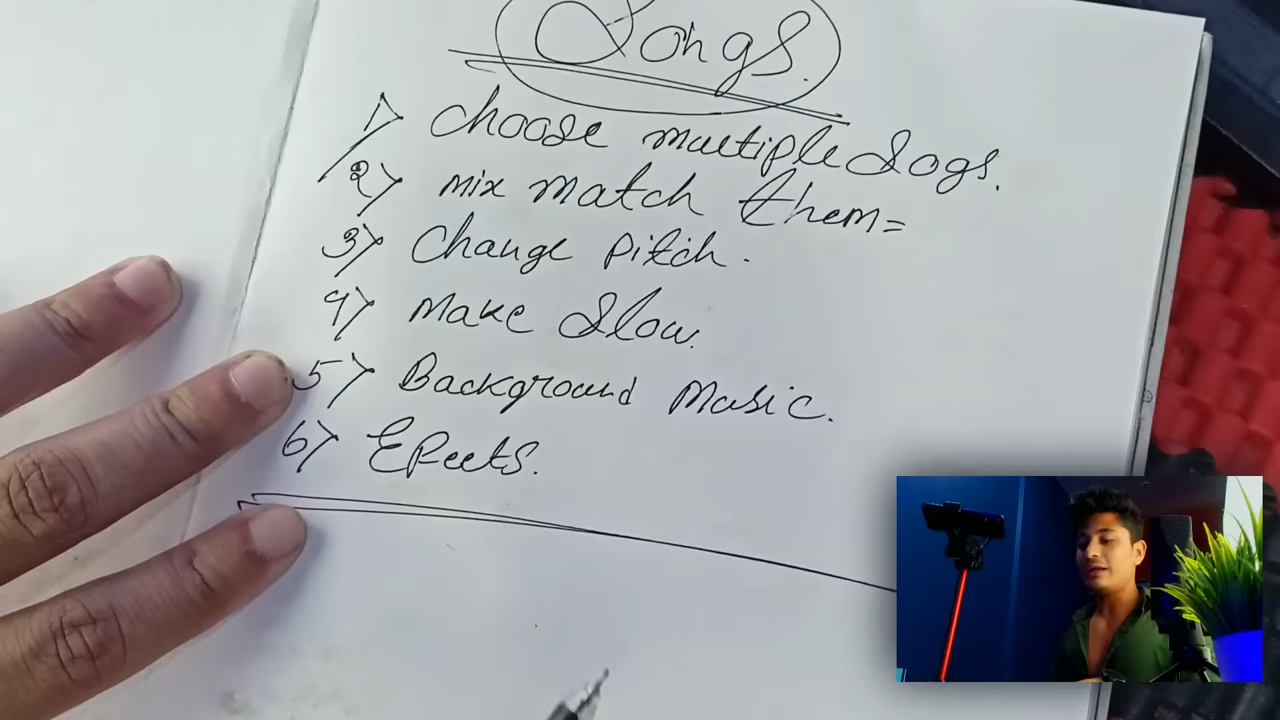 Songs.
1> choose multiple Sogs.
2> mix match them=
3> Change Pitch.
4> Make Slow.
5> Background Music.
6> Efects.